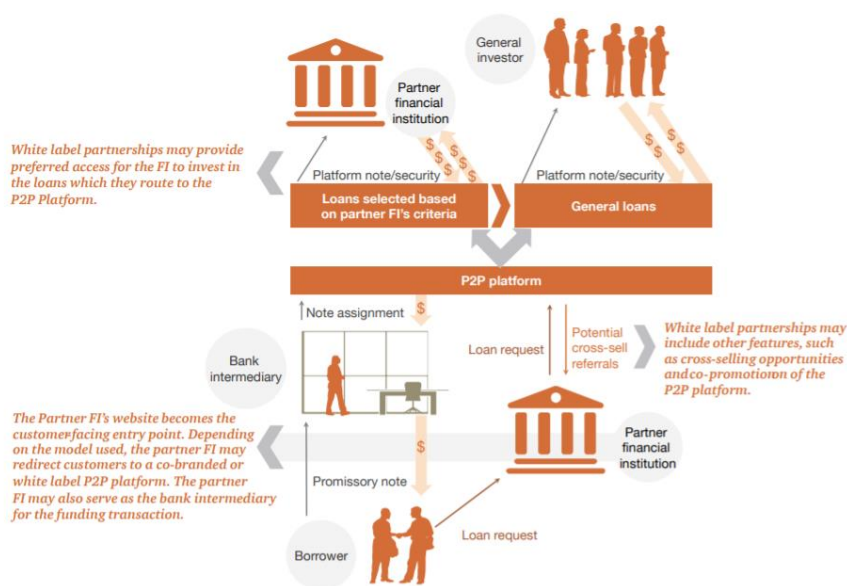 General
investor
Partner
financial
institution
$ $ $
$ $ $
$ $
$ $
White label partnerships may provide
preferred access for the FI to invest in
the loans which they route to the
P2P Platform.
Platform note/security
Platform note/security
Loans selected based
on partner FI's criteria
General loans
P2P platform
Note assignment
$
Loan request
Potential
cross-sell
referrals
White label partnerships may
include other features, such
as cross-selling opportunities
andco-promotionn of the
P2P platform.
Bank
intermediary
The Partner FI's website becomes the
customerfacing entry point. Depending
on the model used, the partner FI may
redirect customers to a co-branded or
white label P2P platform. The partner
FI may also serve as the bank intermediary
for the funding transaction.
$
Partner
financial
institution
Promissory note
Loan request
Borrower